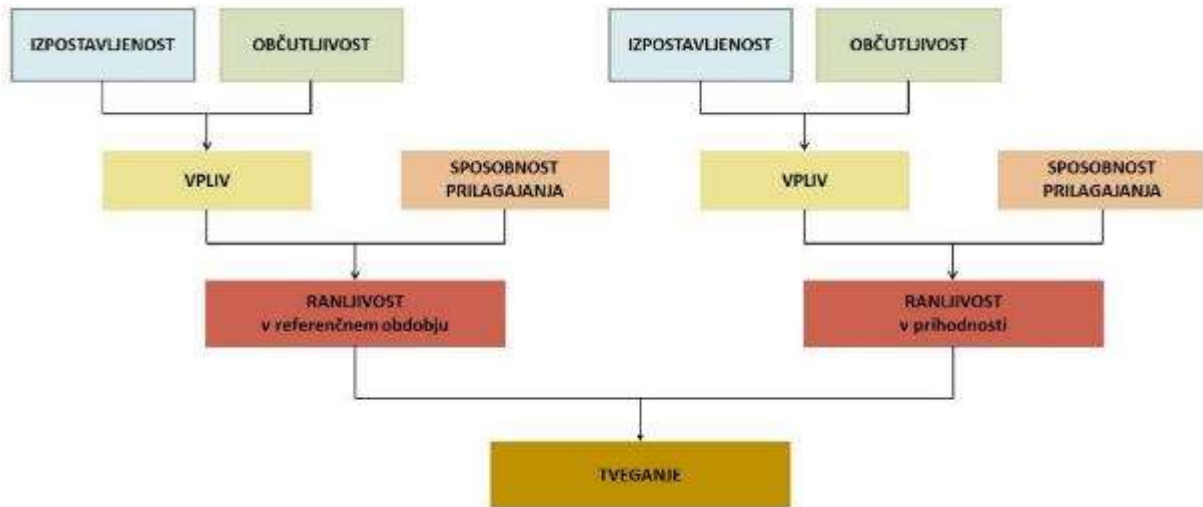 IZPOSTAVLJENOST
OBČUTLJIVOST
IZPOSTAVLJENOST
OBČUTLJIVOST
VPLIV
SPOSOBNOST
PRILAGAJANJA
VPLIV
SPOSOBNOST
PRILAGAJANJA
RANLJIVOST
v referenčnem obdobju
RANLJIVOST
v prihodnosti
TVEGANJE